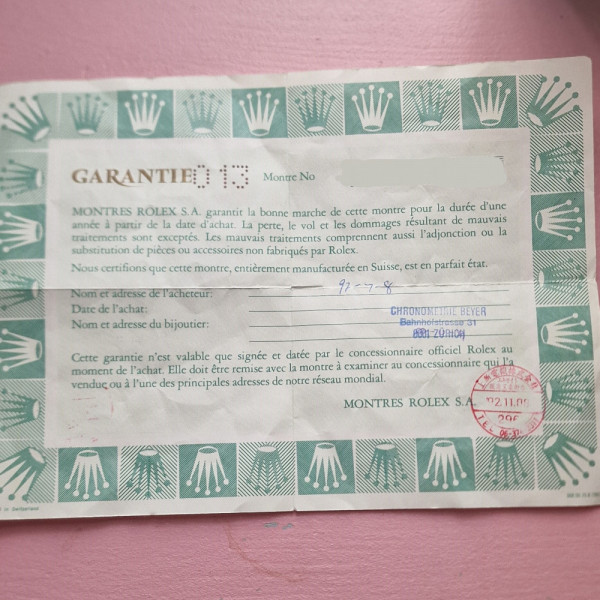 GARANTIE 013 Montre No
MONTRES ROLEX S.A. garantit la bonne marche de cette montre pour la durée d'une
année à partir de la date d'achat. La perte, le vol et les dommages résultant de mauvais
traitements sont exceptés. Les mauvais traitements comprennent aussi l'adjonction ou la
substitution de pièces ou accessoires non fabriqués par Rolex.
Nous certifions que cette montre, entièrement manufacturée en Suisse, est en parfait état.
Nom et adresse de l'acheteur:
Date de l'achat:
Nom et adresse du bijoutier:
CHRONOMETRIE BEYER
Bahnhofstrasse 31
Cette garantie n'est valable que signée et datée par le concessionnaire officiel Rolex au
moment de l'achat. Elle doit être remise avec la montre à examiner au concessionnaire qui l'a
vendue ou à l'une des principales adresses de notre réseau mondial.
MONTRES ROLEX S.A.
in Switzerland